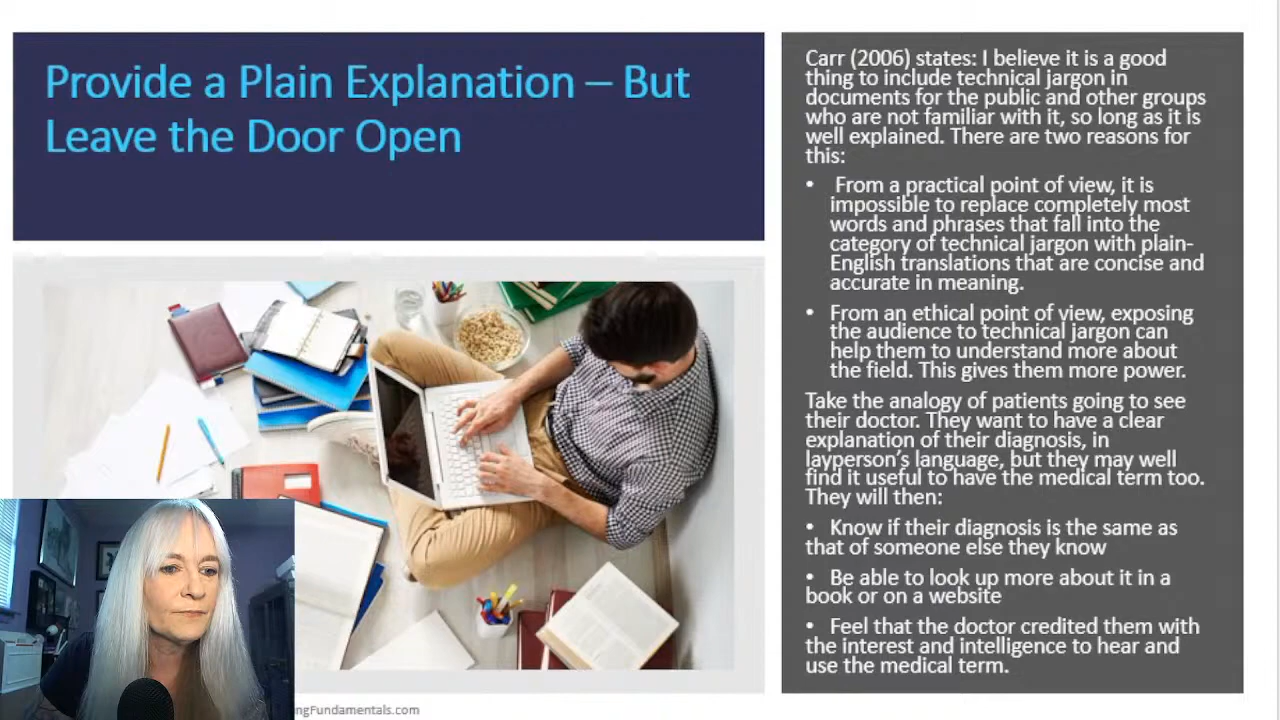 Provide a Plain Explanation – But
Leave the Door Open
Carr (2006) states: I believe it is a good
thing to include technical jargon in
documents for the public and other groups
who are not familiar with it, so long as it is
well explained. There are two reasons for
this:
• From a practical point of view, it is
impossible to replace completely most
words and phrases that fall into the
category of technical jargon with plain-
English translations that are concise and
accurate in meaning.
• From an ethical point of view, exposing
the audience to technical jargon can
help them to understand more about
the field. This gives them more power.
Take the analogy of patients going to see
their doctor. They want to have a clear
explanation of their diagnosis, in
layperson's language, but they may well
find it useful to have the medical term too.
They will then:
• Know if their diagnosis is the same as
that of someone else they know
• Be able to look up more about it in a
book or on a website
• Feel that the doctor credited them with
the interest and intelligence to hear and
use the medical term.
ngFundamentals.com